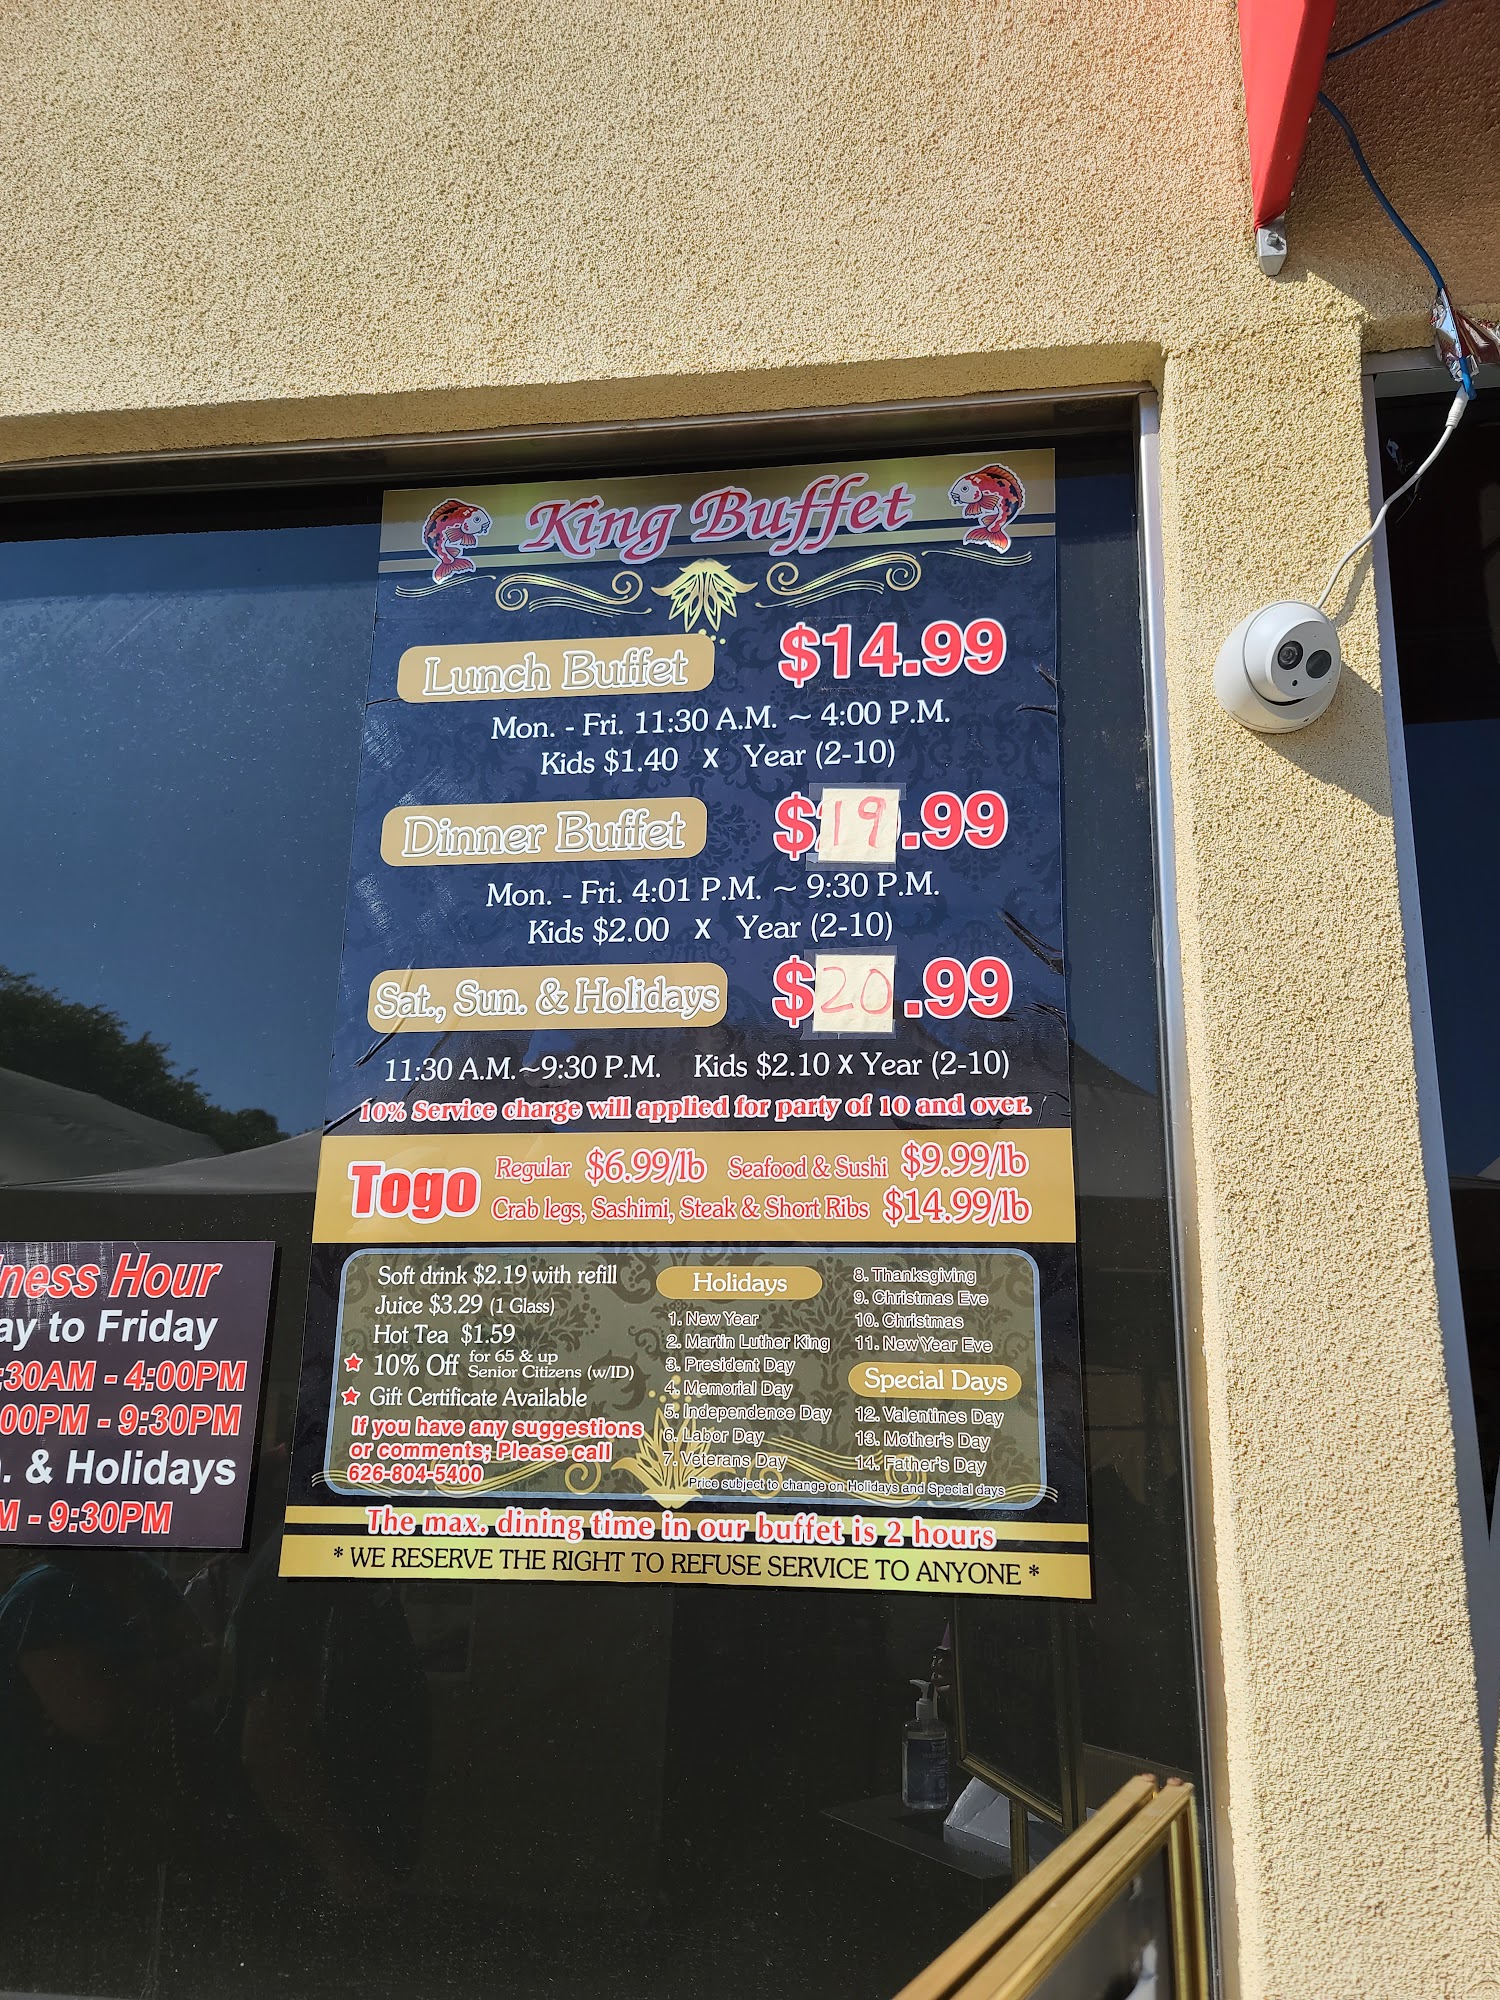 King Buffet
Lunch Buffet $14.99
Mon. - Fri. 11:30 A.M. ~ 4:00 P.M.
Kids $1.40 X Year (2-10)
Dinner Buffet $19.99
Mon. - Fri. 4:01 P.M. ~ 9:30 P.M.
Kids $2.00 X Year (2-10)
Sat., Sun. & Holidays $20.99
11:30 A.M.~9:30 P.M. Kids $2.10 X Year (2-10)
10% Service charge will applied for party of 10 and over.
Togo
Regular $6.99/lb Seafood & Sushi $9.99/lb
Crab legs, Sashimi, Steak & Short Ribs $14.99/lb
Soft drink $2.19 with refill
Juice $3.29 (1 Glass)
Hot Tea $1.59
10% Off for 65 & up
Senior Citizens (w/ID)
Gift Certificate Available
If you have any suggestions
or comments; Please call
626-804-5400
Holidays
1. New Year
2. Martin Luther King
3. President Day
4. Memorial Day
5. Independence Day
6. Labor Day
7. Veterans Day
8. Thanksgiving
9. Christmas Eve
10. Christmas
11. New Year Eve
Special Days
12. Valentines Day
13. Mother's Day
14. Father's Day
Price subject to change on Holidays and Special days
The max. dining time in our buffet is 2 hours
* WE RESERVE THE RIGHT TO REFUSE SERVICE TO ANYONE *
ness Hour
ay to Friday
:30AM - 4:00PM
00PM - 9:30PM
. & Holidays
M - 9:30PM